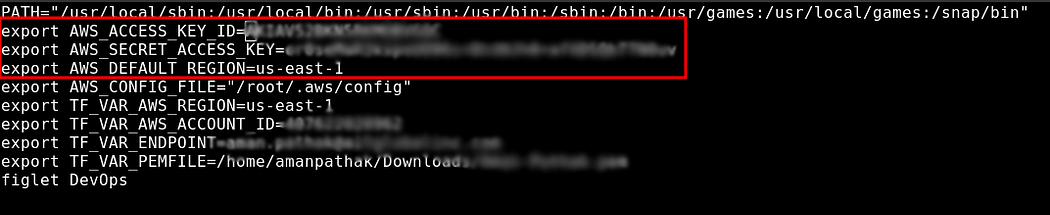 PATH="/usr/local/sbin:/usr/local/bin:/usr/sbin:/usr/bin:/sbin:/bin:/usr/games:/usr/local/games:/snap/bin"
export AWS_ACCESS_KEY_ID=
export AWS_SECRET_ACCESS_KEY=
export AWS_DEFAULT_REGION=us-east-1
export AWS_CONFIG_FILE="/root/.aws/config"
export TF_VAR_AWS_REGION=us-east-1
export TF_VAR_AWS_ACCOUNT_ID=
export TF_VAR_ENDPOINT=
export TF_VAR_PEMFILE=/home/amanpathak/Downloads/
figlet DevOps